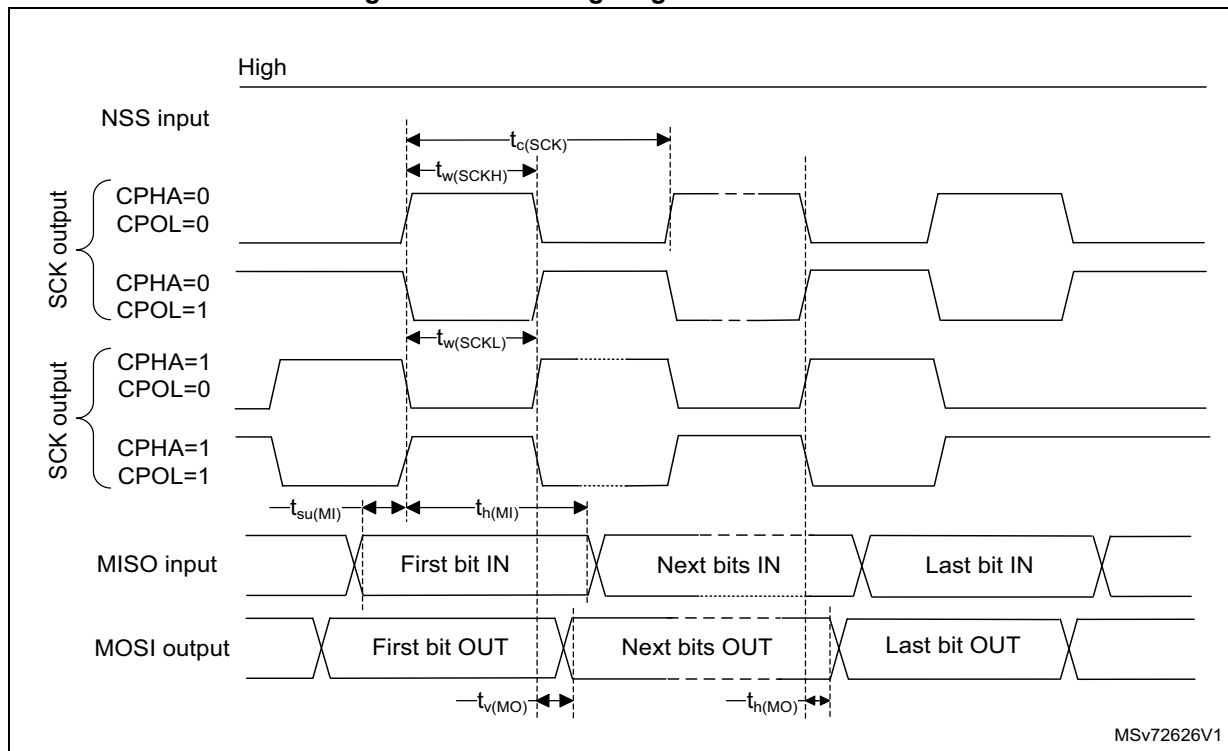 High
NSS input
tc(SCK)
tw(SCKH)
SCK output
CPHA=0
CPOL=0
CPHA=0
CPOL=1
tw(SCKL)
SCK output
CPHA=1
CPOL=0
CPHA=1
CPOL=1
tsu(MI)
th(MI)
MISO input
First bit IN
Next bits IN
Last bit IN
MOSI output
First bit OUT
Next bits OUT
Last bit OUT
tv(MO)
th(MO)
MSv72626V1